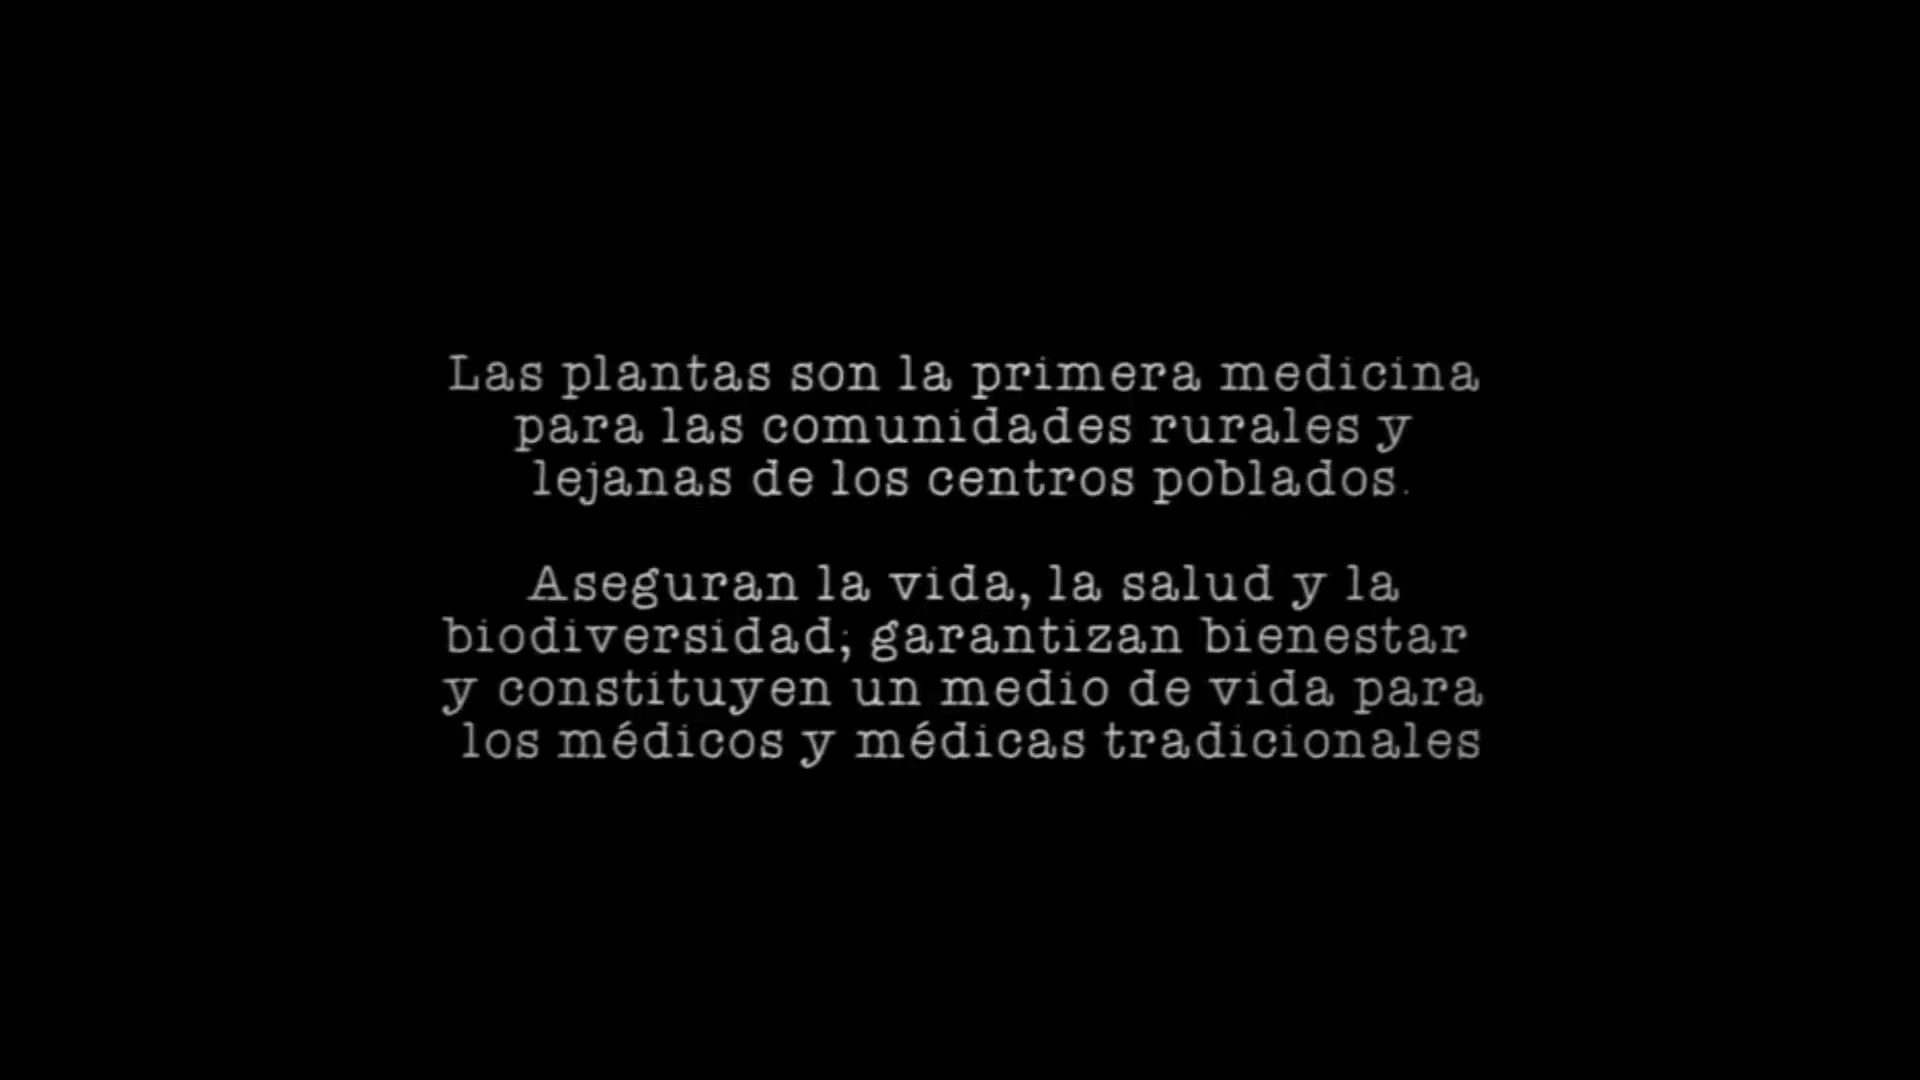 Las plantas son la primera medicina
para las comunidades rurales y
lejanas de los centros poblados.
Aseguran la vida, la salud y la
biodiversidad; garantizan bienestar
y constituyen un medio de vida para
los médicos y médicas tradicionales